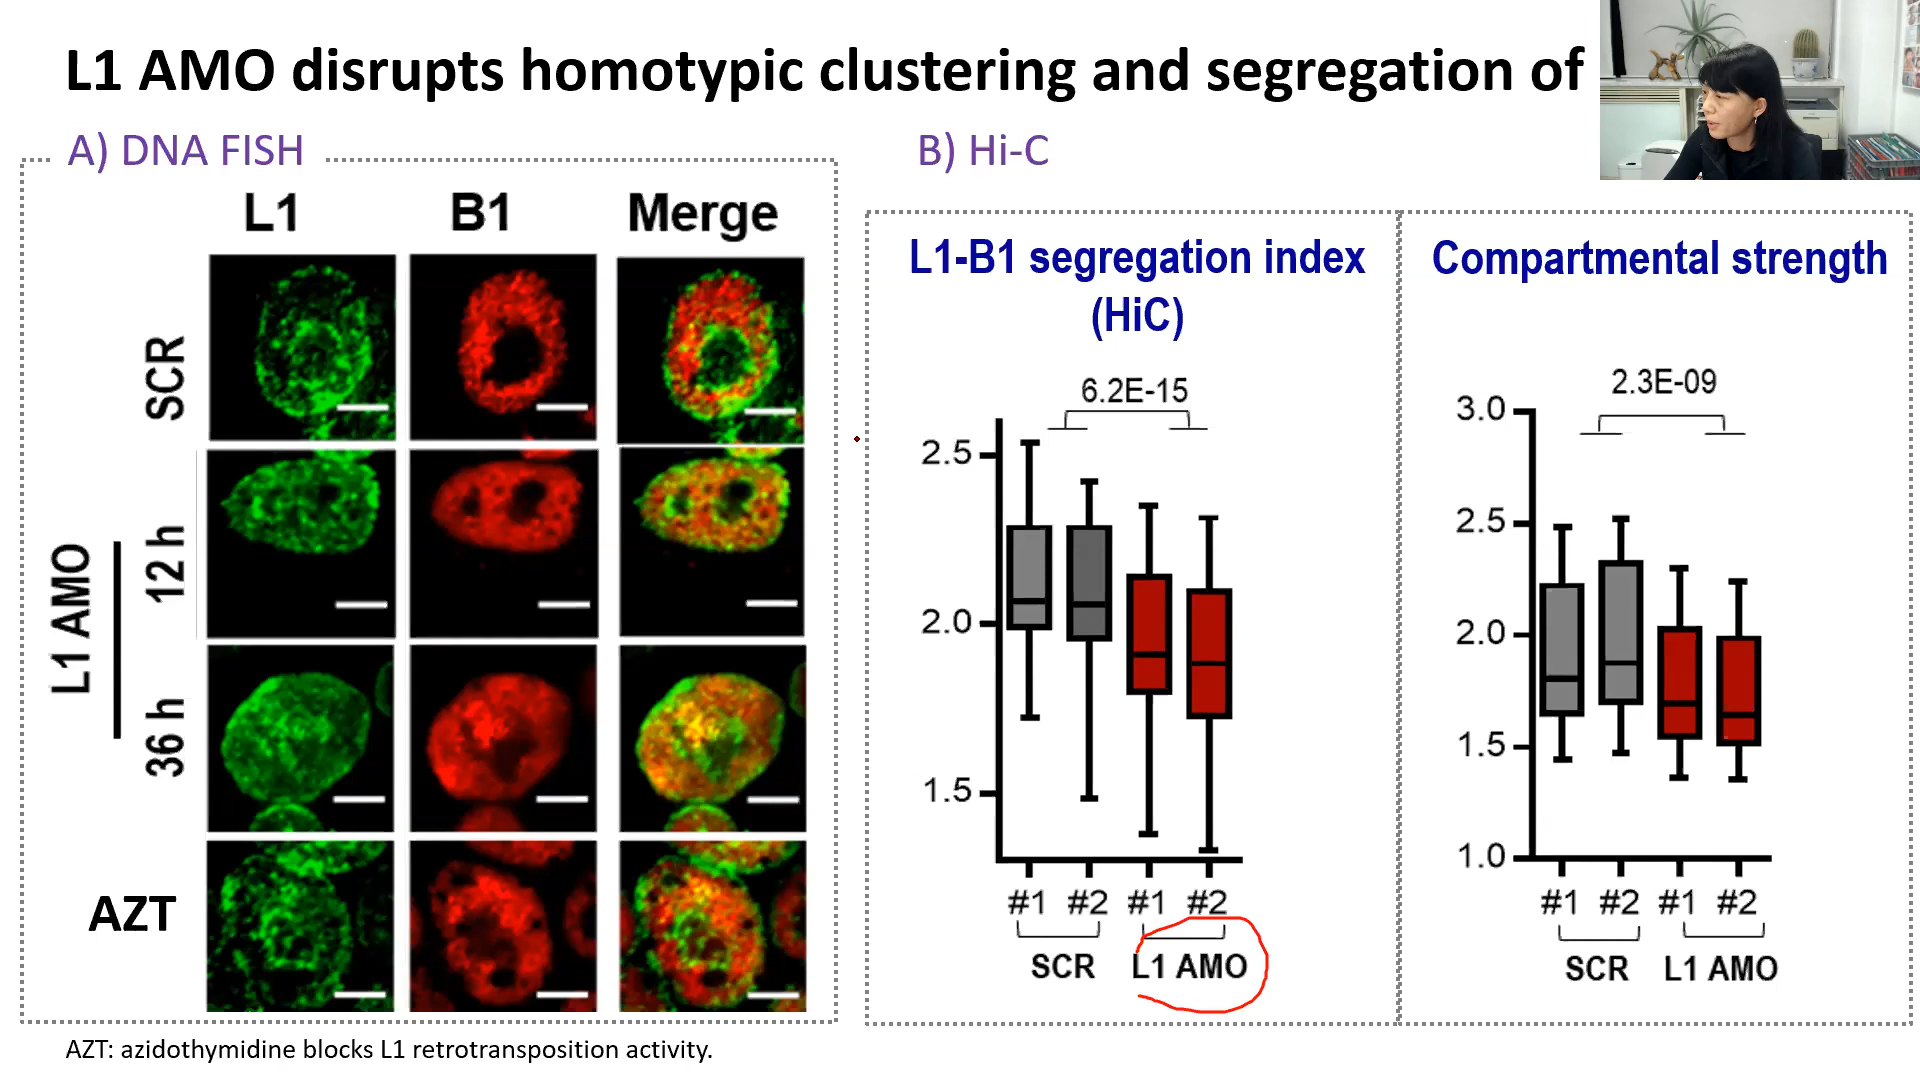 L1 AMO disrupts homotypic clustering and segregation of
A) DNA FISH
L1
B1
Merge
SCR
L1 AMO
12 h
36 h
AZT
AZT: azidothymidine blocks L1 retrotransposition activity.
B) Hi-C
L1-B1 segregation index
(HiC)
6.2E-15
2.5
2.0
1.5
#1 #2 #1 #2
SCR L1 AMO
Compartmental strength
2.3E-09
3.0
2.5
2.0
1.5
1.0
#1 #2 #1 #2
SCR L1 AMO